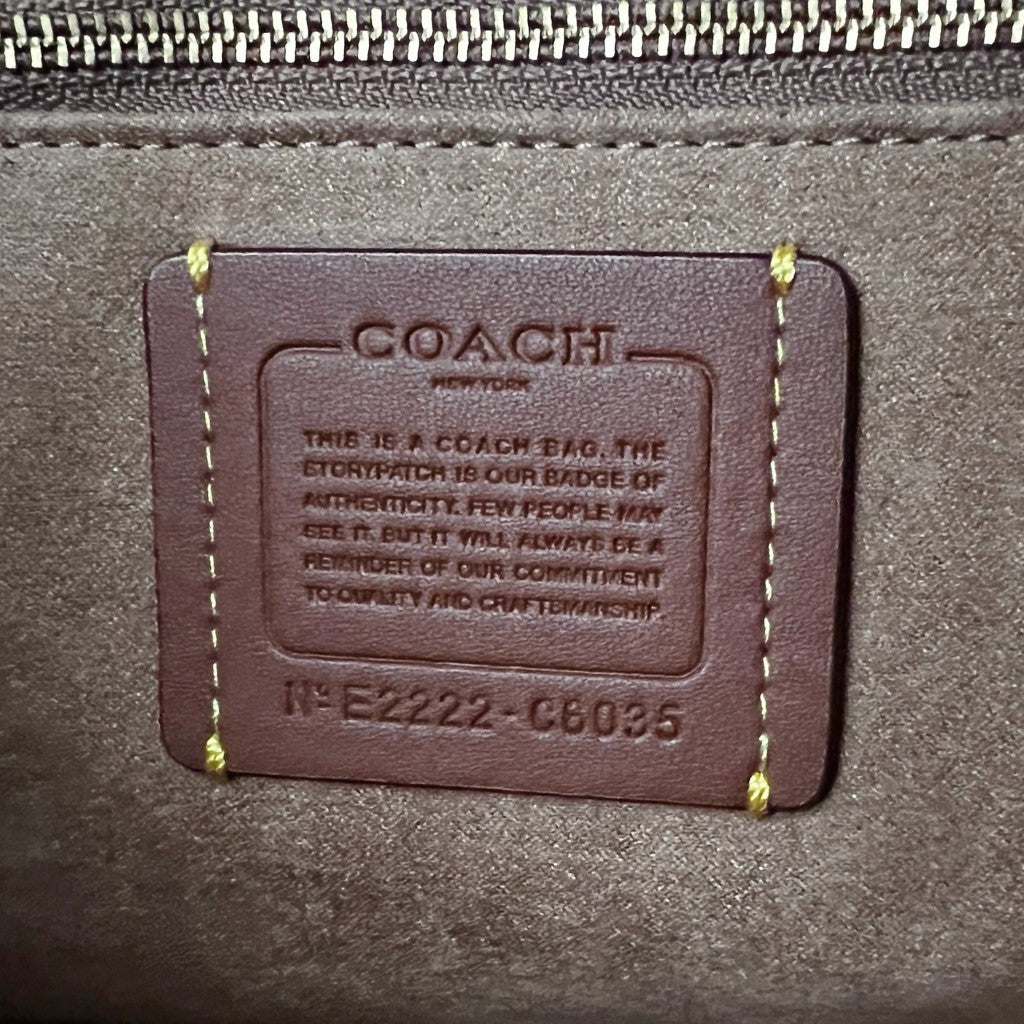 COACH
NEW YORK
THIS IS A COACH BAG. THE
STORYPATCH IS OUR BADGE OF
AUTHENTICITY. FEW PEOPLE MAY
SEE IT. BUT IT WILL ALWAYS BE A
REMINDER OF OUR COMMITMENT
TO QUALITY AND CRAFTSMANSHIP.
Nº E2222-C6035